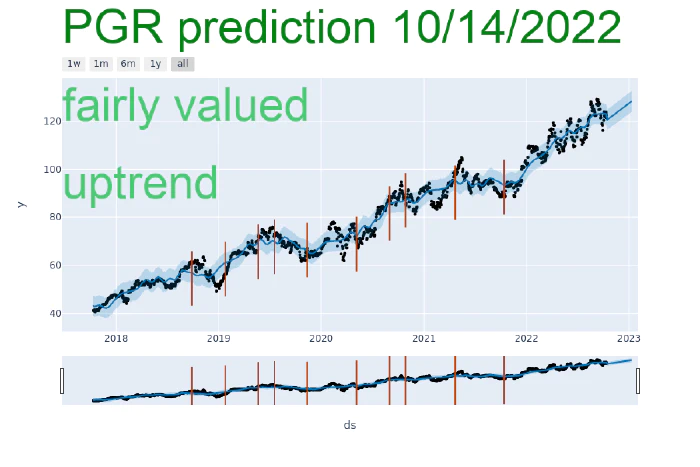 PGR prediction 10/14/2022
1w 1m 6m 1y all
fairly valued
120
100
uptrend
80
y
60
40
2018 2019 2020 2021 2022 2023
ds